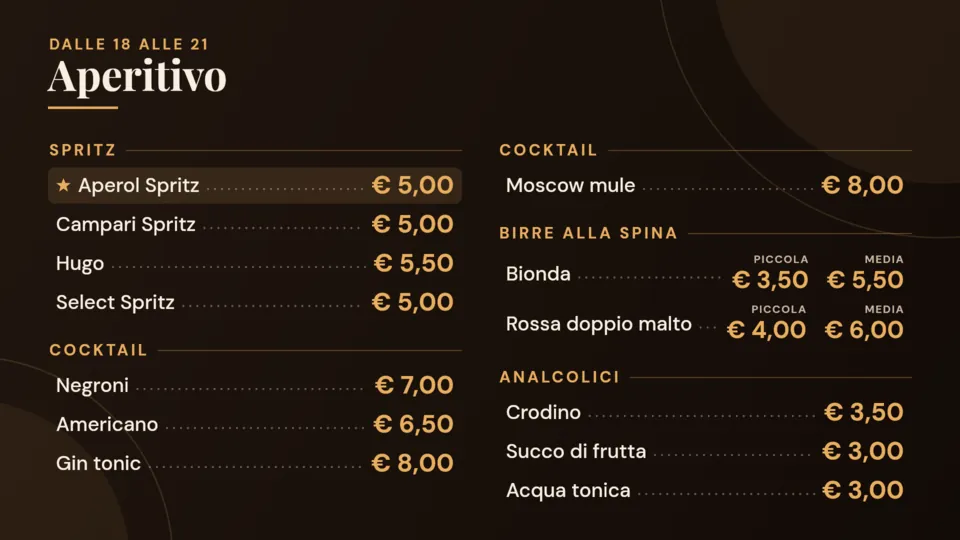 DALLE 18 ALLE 21
Aperitivo
SPRITZ
★ Aperol Spritz € 5,00
Campari Spritz € 5,00
Hugo € 5,50
Select Spritz € 5,00
COCKTAIL
Negroni € 7,00
Americano € 6,50
Gin tonic € 8,00
COCKTAIL
Moscow mule € 8,00
BIRRE ALLA SPINA
PICCOLA MEDIA
Bionda € 3,50 € 5,50
PICCOLA MEDIA
Rossa doppio malto € 4,00 € 6,00
ANALCOLICI
Crodino € 3,50
Succo di frutta € 3,00
Acqua tonica € 3,00